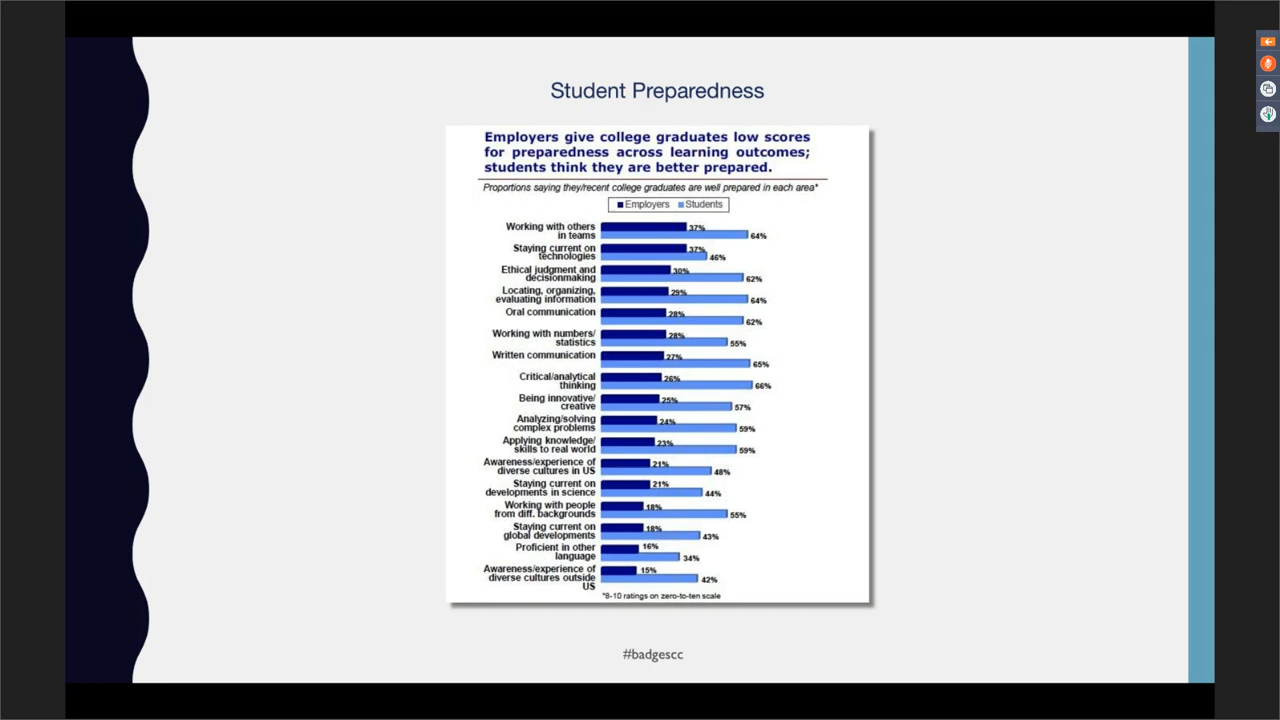 Student Preparedness
Employers give college graduates low scores
for preparedness across learning outcomes;
students think they are better prepared.
Proportions saying they/recent college graduates are well prepared in each area*
Employers Students
Working with others
in teams
37%
64%
Staying current on
technologies
37%
46%
Ethical judgment and
decisionmaking
30%
62%
Locating, organizing,
evaluating information
29%
64%
Oral communication
28%
62%
Working with numbers/
statistics
28%
55%
Written communication
27%
65%
Critical/analytical
thinking
26%
66%
Being innovative/
creative
25%
57%
Analyzing/solving
complex problems
24%
59%
Applying knowledge/
skills to real world
23%
59%
Awareness/experience of
diverse cultures in US
21%
48%
Staying current on
developments in science
21%
44%
Working with people
from diff. backgrounds
18%
55%
Staying current on
global developments
18%
43%
Proficient in other
language
16%
34%
Awareness/experience of
diverse cultures outside
US
15%
42%
*8-10 ratings on zero-to-ten scale
#badgescc